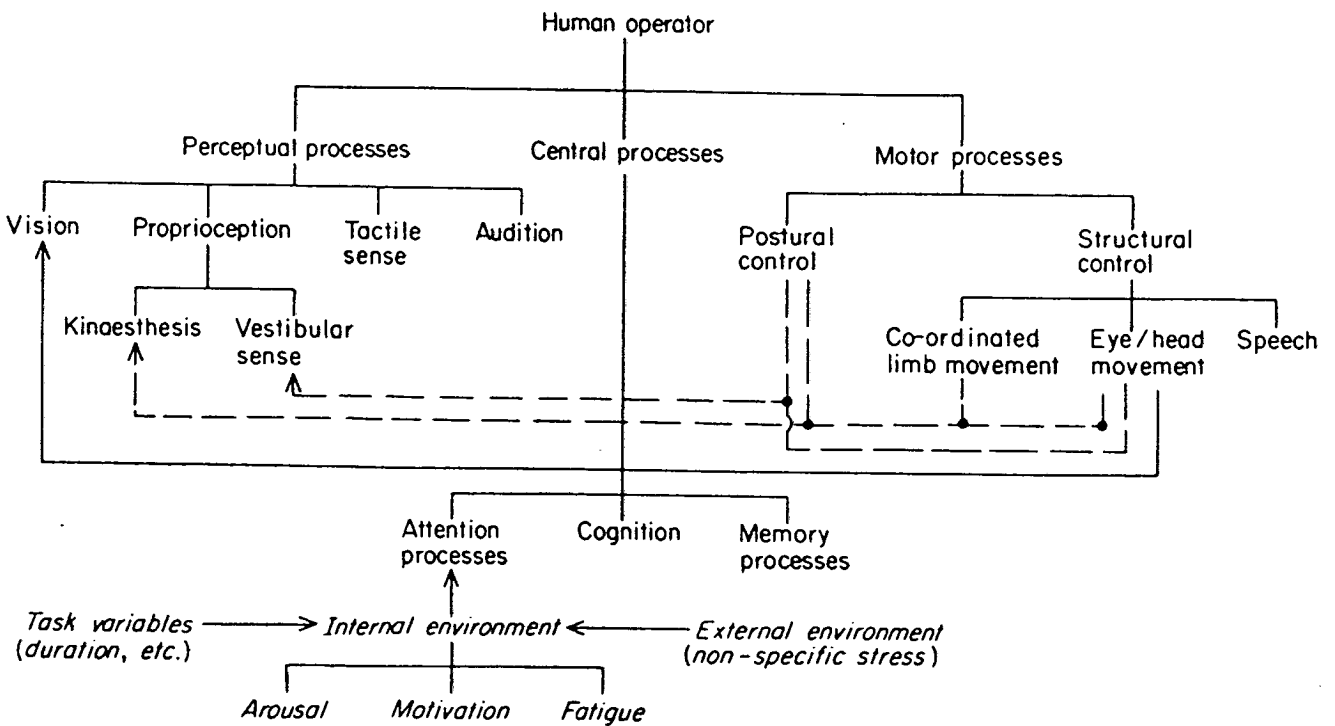 Human operator
Perceptual processes
Central processes
Motor processes
Vision
Proprioception
Tactile
sense
Audition
Postural
control
Structural
control
Kinaesthesis
Vestibular
sense
Co-ordinated
limb movement
Eye/head
movement
Speech
Attention
processes
Cognition
Memory
processes
Task variables
(duration, etc.)
Internal environment
External environment
(non-specific stress)
Arousal
Motivation
Fatigue